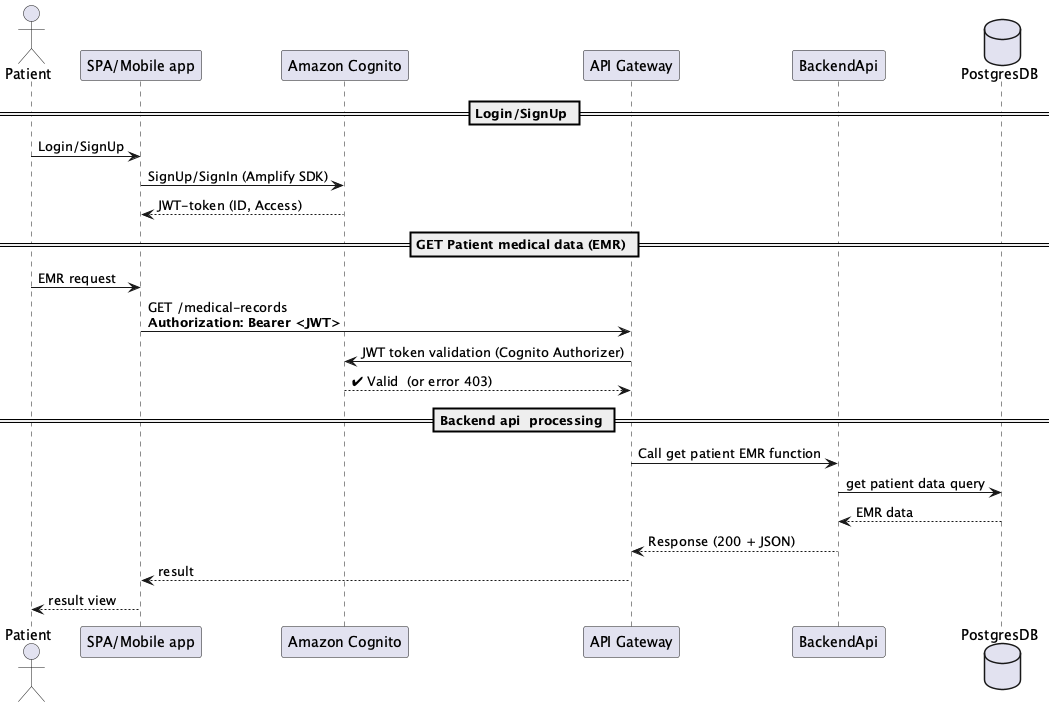 Patient
SPA/Mobile app
Amazon Cognito
API Gateway
BackendApi
PostgresDB
Login/SignUp
Login/SignUp
SignUp/SignIn (Amplify SDK)
JWT-token (ID, Access)
GET Patient medical data (EMR)
EMR request
GET /medical-records
Authorization: Bearer <JWT>
JWT token validation (Cognito Authorizer)
✔ Valid  (or error 403)
Backend api  processing
Call get patient EMR function
get patient data query
EMR data
Response (200 + JSON)
result
result view
Patient
SPA/Mobile app
Amazon Cognito
API Gateway
BackendApi
PostgresDB